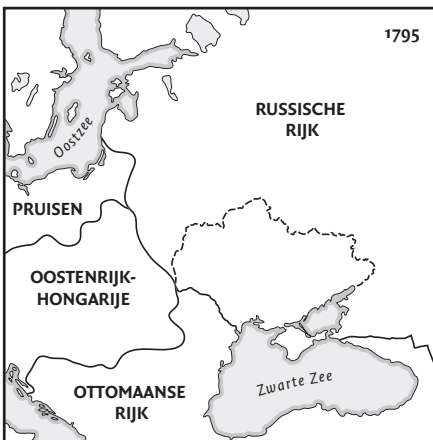 1795
Oostzee
RUSSISCHE
RIJK
PRUISEN
OOSTENRIJK-
HONGARIJE
OTTOMAANSE
RIJK
Zwarte Zee